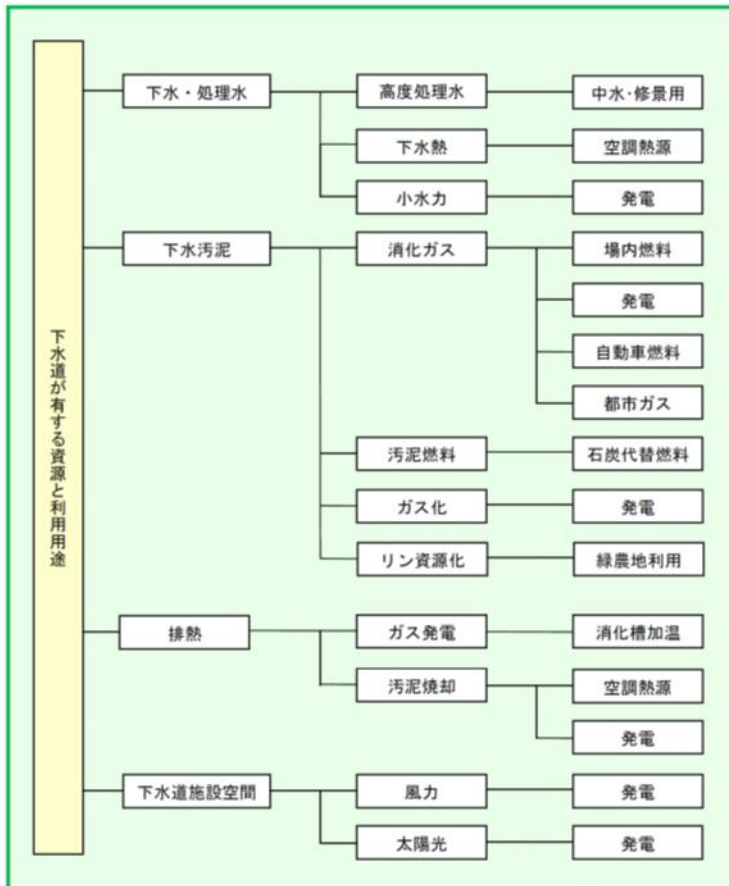 下水道が有する資源と利用用途
下水・処理水
高度処理水
中水・修景用
下水熱
空調熱源
小水力
発電
下水汚泥
消化ガス
場内燃料
発電
自動車燃料
都市ガス
汚泥燃料
石炭代替燃料
ガス化
発電
リン資源化
緑農地利用
排熱
ガス発電
消化槽加温
汚泥焼却
空調熱源
発電
下水道施設空間
風力
発電
太陽光
発電